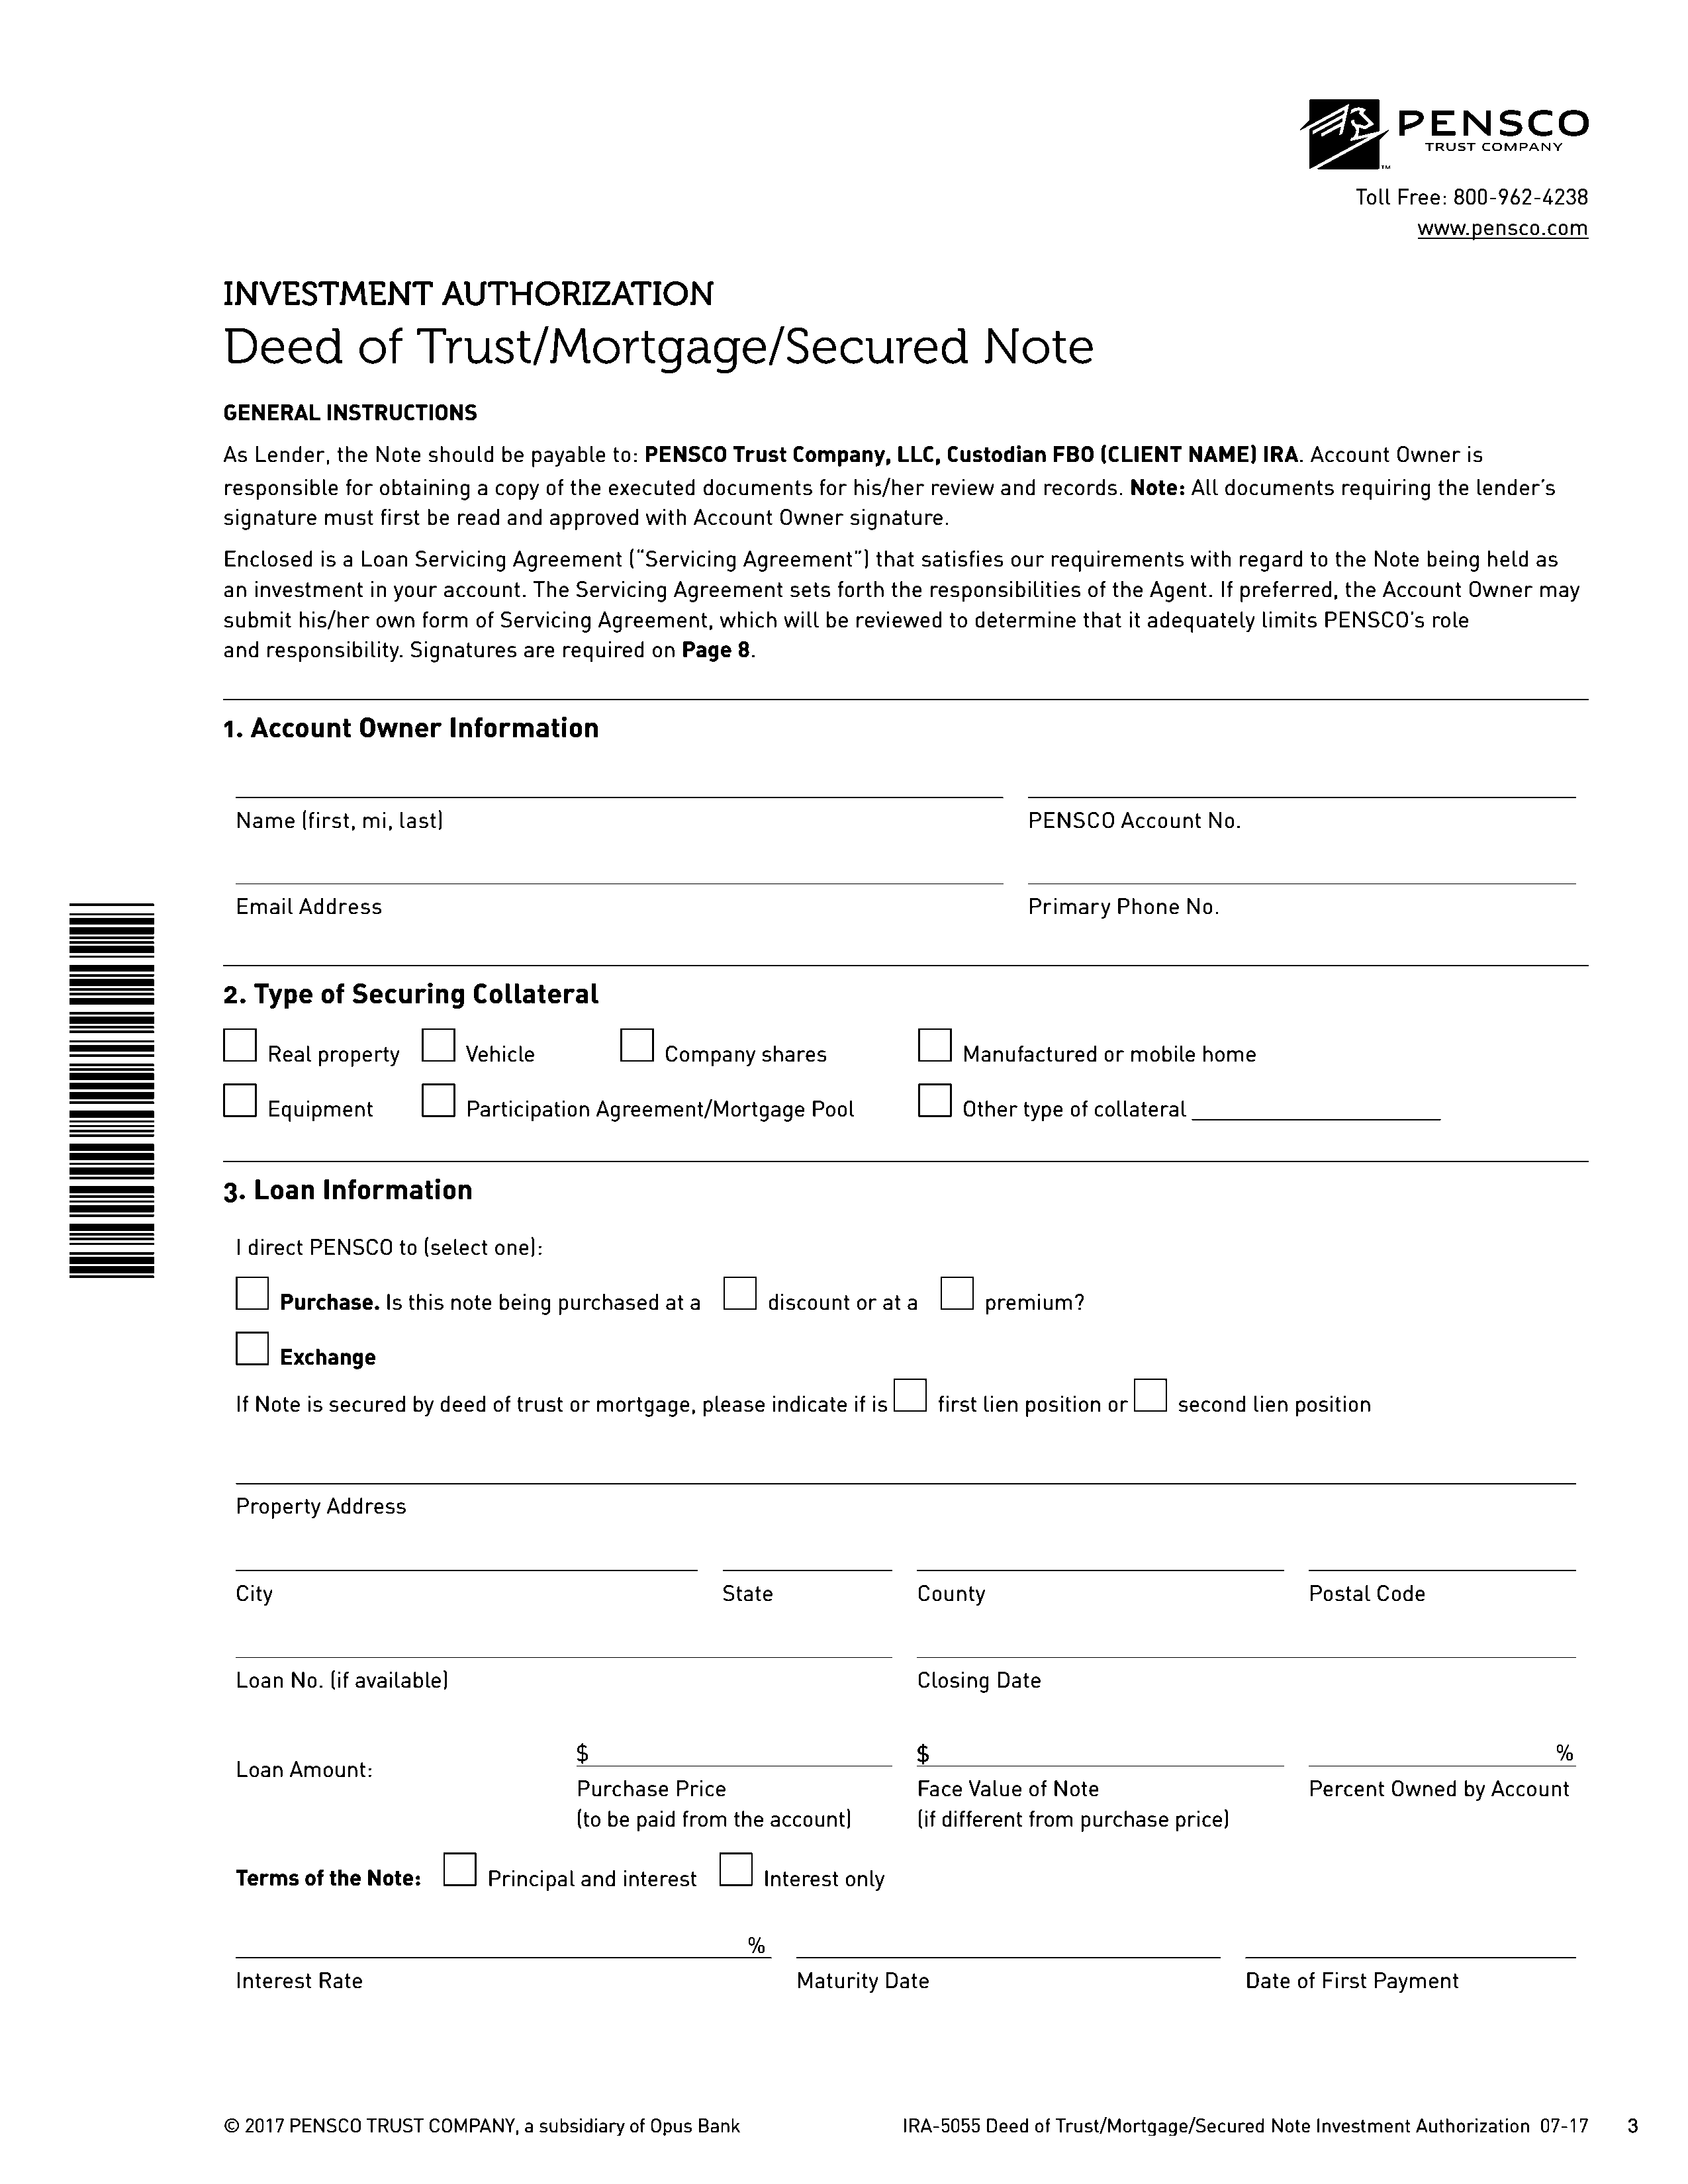 PENSCO
TRUST COMPANY
™
Toll Free: 800-962-4238
www.pensco.com
INVESTMENT AUTHORIZATION
Deed of Trust/Mortgage/Secured Note
GENERAL INSTRUCTIONS
As Lender, the Note should be payable to: PENSCO Trust Company, LLC, Custodian FBO (CLIENT NAME) IRA. Account Owner is
responsible for obtaining a copy of the executed documents for his/her review and records. Note: All documents requiring the lender's
signature must first be read and approved with Account Owner signature.
Enclosed is a Loan Servicing Agreement ("Servicing Agreement") that satisfies our requirements with regard to the Note being held as
an investment in your account. The Servicing Agreement sets forth the responsibilities of the Agent. If preferred, the Account Owner may
submit his/her own form of Servicing Agreement, which will be reviewed to determine that it adequately limits PENSCO's role
and responsibility. Signatures are required on Page 8.
1. Account Owner Information
Name (first, mi, last) PENSCO Account No.
Email Address Primary Phone No.
2. Type of Securing Collateral
Real property Vehicle Company shares Manufactured or mobile home
Equipment Participation Agreement/Mortgage Pool Other type of collateral
3. Loan Information
I direct PENSCO to (select one):
Purchase. Is this note being purchased at a discount or at a premium?
Exchange
If Note is secured by deed of trust or mortgage, please indicate if is first lien position or second lien position
Property Address
City State County Postal Code
Loan No. (if available) Closing Date
Loan Amount: $ $ %
Purchase Price Face Value of Note Percent Owned by Account
(to be paid from the account) (if different from purchase price)
Terms of the Note: Principal and interest Interest only
%
Interest Rate Maturity Date Date of First Payment
© 2017 PENSCO TRUST COMPANY, a subsidiary of Opus Bank IRA-5055 Deed of Trust/Mortgage/Secured Note Investment Authorization 07-17 3